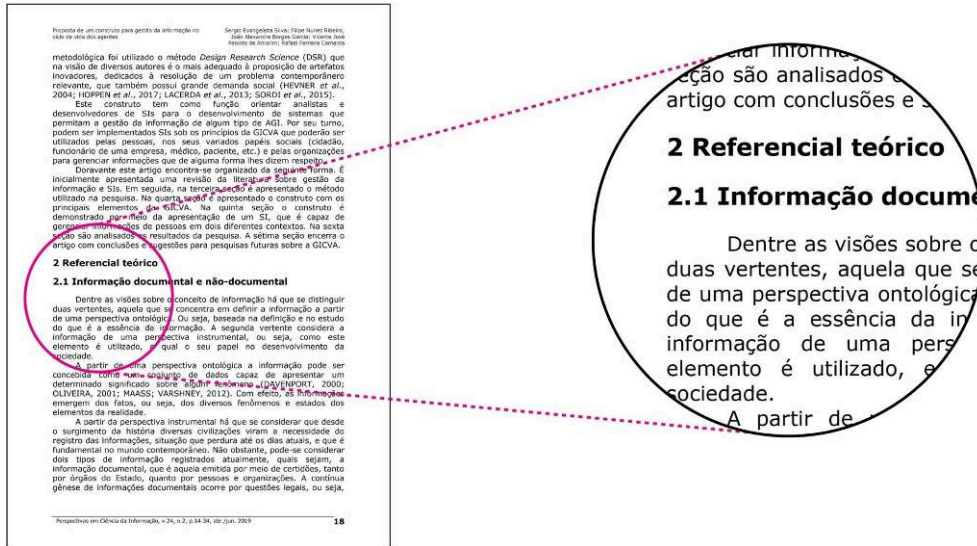 Proposta de um construto para gestão da informação no
ciclo de vida dos agentes
Sergio Evangelista Silva; Filipe Nunes Ribeiro;
João Alexandre Borges Garcia; Vicente José
Peixoto de Amorim; Rafael Ferreira Camarda
metodológica foi utilizado o método Design Research Science (DSR) que
na visão de diversos autores é o mais adequado à proposição de artefatos
inovadores, dedicados à resolução de um problema contemporâneo
relevante, que também possui grande demanda social (HEVNER et al.,
2004; HOPPEN et al., 2017; LACERDA et al., 2013; SORDI et al., 2015).
Este construto tem como função orientar analistas e
desenvolvedores de SIs para o desenvolvimento de sistemas que
permitam a gestão da informação de algum tipo de AGI. Por seu turno,
podem ser implementados SIs sob os princípios da GICVA que poderão ser
utilizados pelas pessoas, nos seus variados papéis sociais (cidadão,
funcionário de uma empresa, médico, paciente, etc.) e pelas organizações
para gerenciar informações que de alguma forma lhes dizem respeito.
Doravante este artigo encontra-se organizado da seguinte forma. É
inicialmente apresentada uma revisão da literatura sobre gestão da
informação e SIs. Em seguida, na terceira seção é apresentado o método
utilizado na pesquisa. Na quarta seção é apresentado o construto com os
principais elementos da GICVA. Na quinta seção o construto é
demonstrado por meio da apresentação de um SI, que é capaz de
gerenciar informações de pessoas em dois diferentes contextos. Na sexta
seção são analisados os resultados da pesquisa. A sétima seção encerra o
artigo com conclusões e sugestões para pesquisas futuras sobre a GICVA.
2 Referencial teórico
2.1 Informação documental e não-documental
Dentre as visões sobre o conceito de informação há que se distinguir
duas vertentes, aquela que se concentra em definir a informação a partir
de uma perspectiva ontológica. Ou seja, baseada na definição e no estudo
do que é a essência da informação. A segunda vertente considera a
informação de uma perspectiva instrumental, ou seja, como este
elemento é utilizado, e qual o seu papel no desenvolvimento da
sociedade.
A partir de uma perspectiva ontológica a informação pode ser
concebida como um conjunto de dados capaz de apresentar um
determinado significado sobre algum fenômeno (DAVENPORT, 2000;
OLIVEIRA, 2001; MAASS; VARSHNEY, 2012). Com efeito, as informações
emergem dos fatos, ou seja, dos diversos fenômenos e estados dos
elementos da realidade.
A partir da perspectiva instrumental há que se considerar que desde
o surgimento da história diversas civilizações viram a necessidade do
registro das informações, situação que perdura até os dias atuais, e que é
fundamental no mundo contemporâneo. Não obstante, pode-se considerar
dois tipos de informação registrados atualmente, quais sejam, a
informação documental, que é aquela emitida por meio de certidões, tanto
por órgãos do Estado, quanto por pessoas e organizações. A contínua
gênese de informações documentais ocorre por questões legais, ou seja,
Perspectivas em Ciência da Informação, v.24, n.2, p.14-34, abr./jun. 2019
18
seção são analisados
artigo com conclusões e
2 Referencial teórico
2.1 Informação docume
Dentre as visões sobre
duas vertentes, aquela que se
de uma perspectiva ontológica
do que é a essência da in
informação de uma pers
elemento é utilizado, e
sociedade.
A partir de